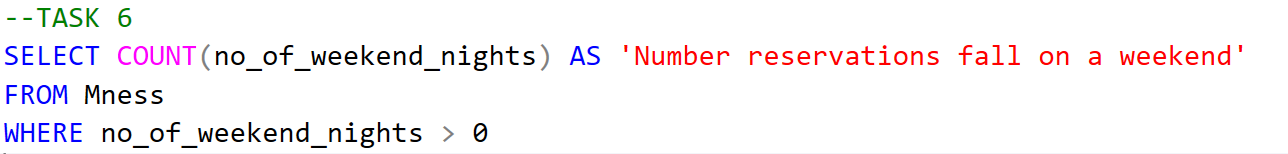 --TASK 6
SELECT COUNT(no_of_weekend_nights) AS 'Number reservations fall on a weekend'
FROM Mness
WHERE no_of_weekend_nights > 0